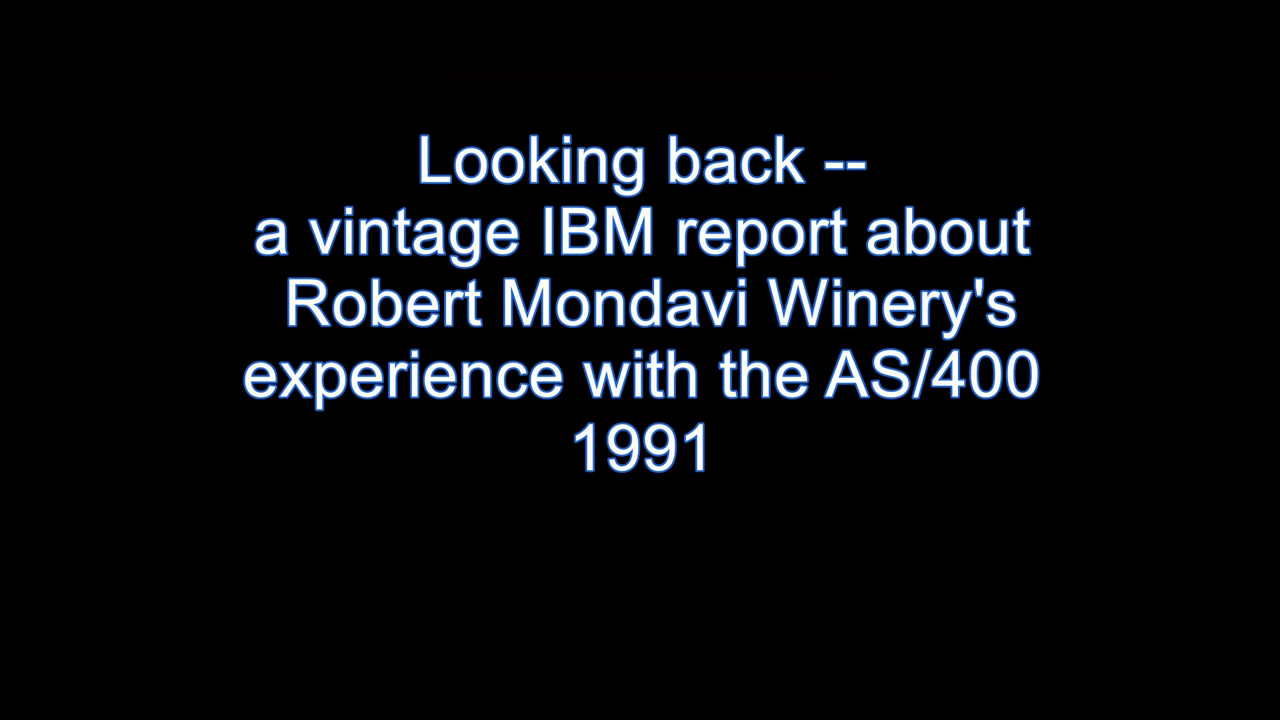 Looking back --
a vintage IBM report about
Robert Mondavi Winery's
experience with the AS/400
1991